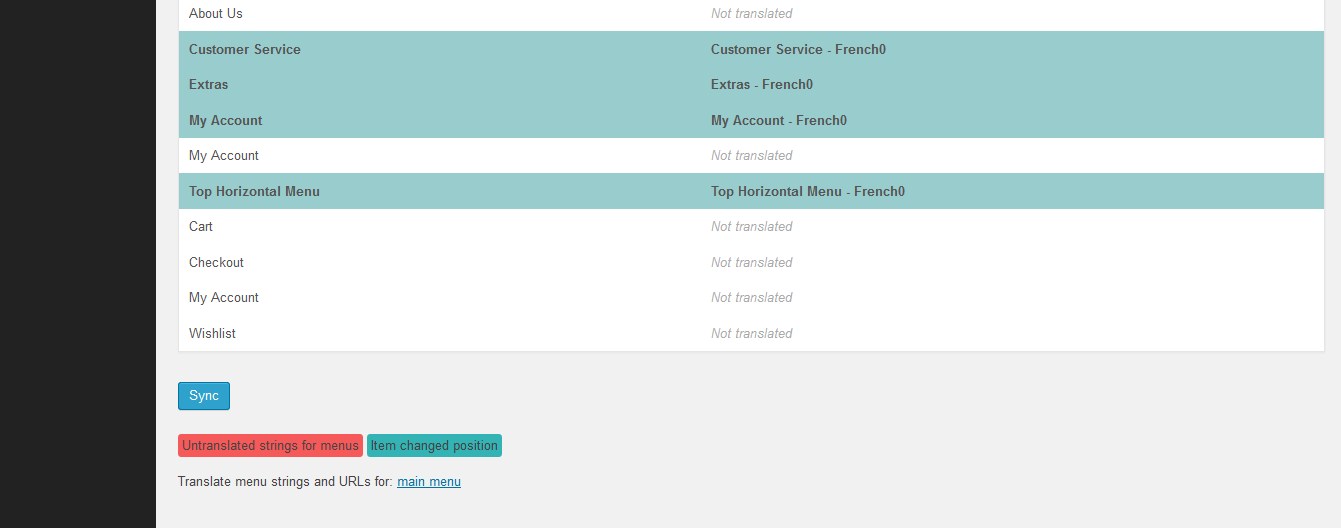 About Us Not translated
Customer Service Customer Service - French0
Extras Extras - French0
My Account My Account - French0
My Account Not translated
Top Horizontal Menu Top Horizontal Menu - French0
Cart Not translated
Checkout Not translated
My Account Not translated
Wishlist Not translated
Sync
Untranslated strings for menus Item changed position
Translate menu strings and URLs for: main menu